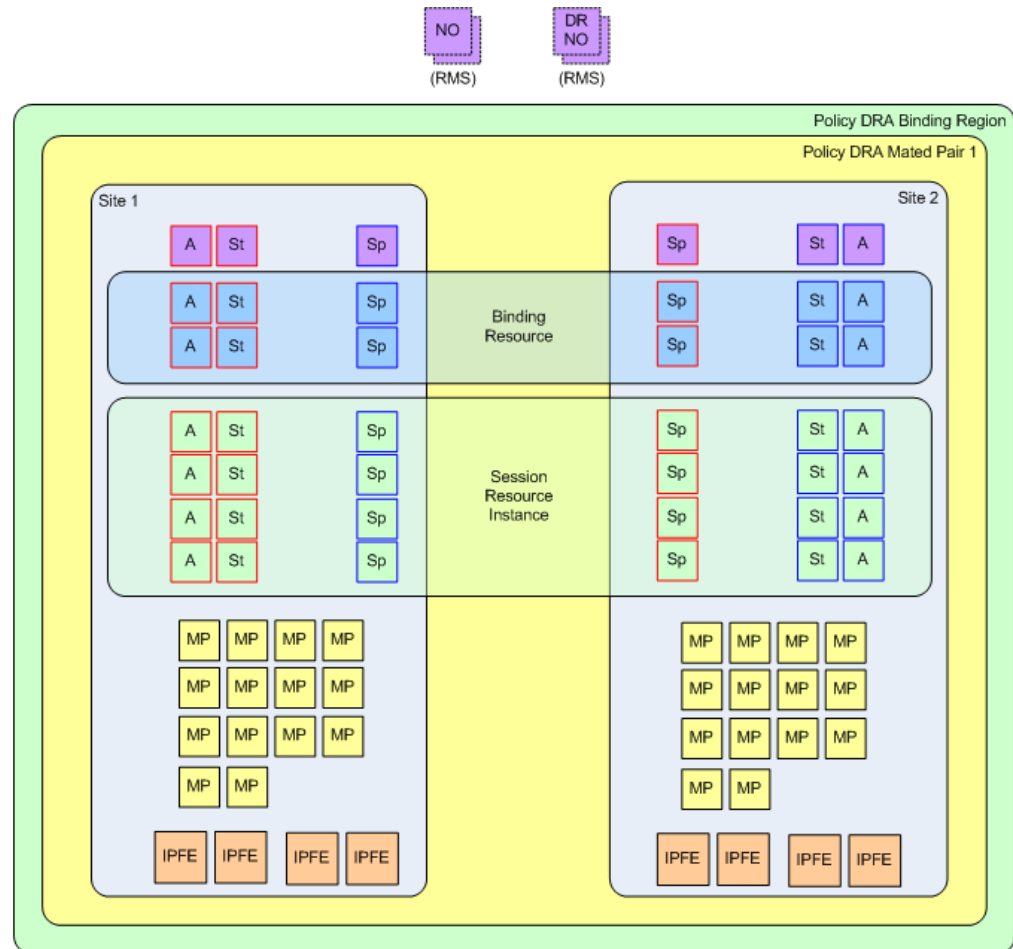 NO
DR
NO
(RMS)
(RMS)
Policy DRA Binding Region
Policy DRA Mated Pair 1
Site 1
Site 2
A St Sp
Sp St A
A St Sp
Sp St A
A St Sp
Sp St A
Binding
Resource
A St Sp
Sp St A
A St Sp
Sp St A
A St Sp
Sp St A
A St Sp
Sp St A
Session
Resource
Instance
MP MP MP MP
MP MP MP MP
MP MP MP MP
MP MP MP MP
MP MP MP MP
MP MP MP MP
MP MP
MP MP
IPFE IPFE IPFE IPFE
IPFE IPFE IPFE IPFE